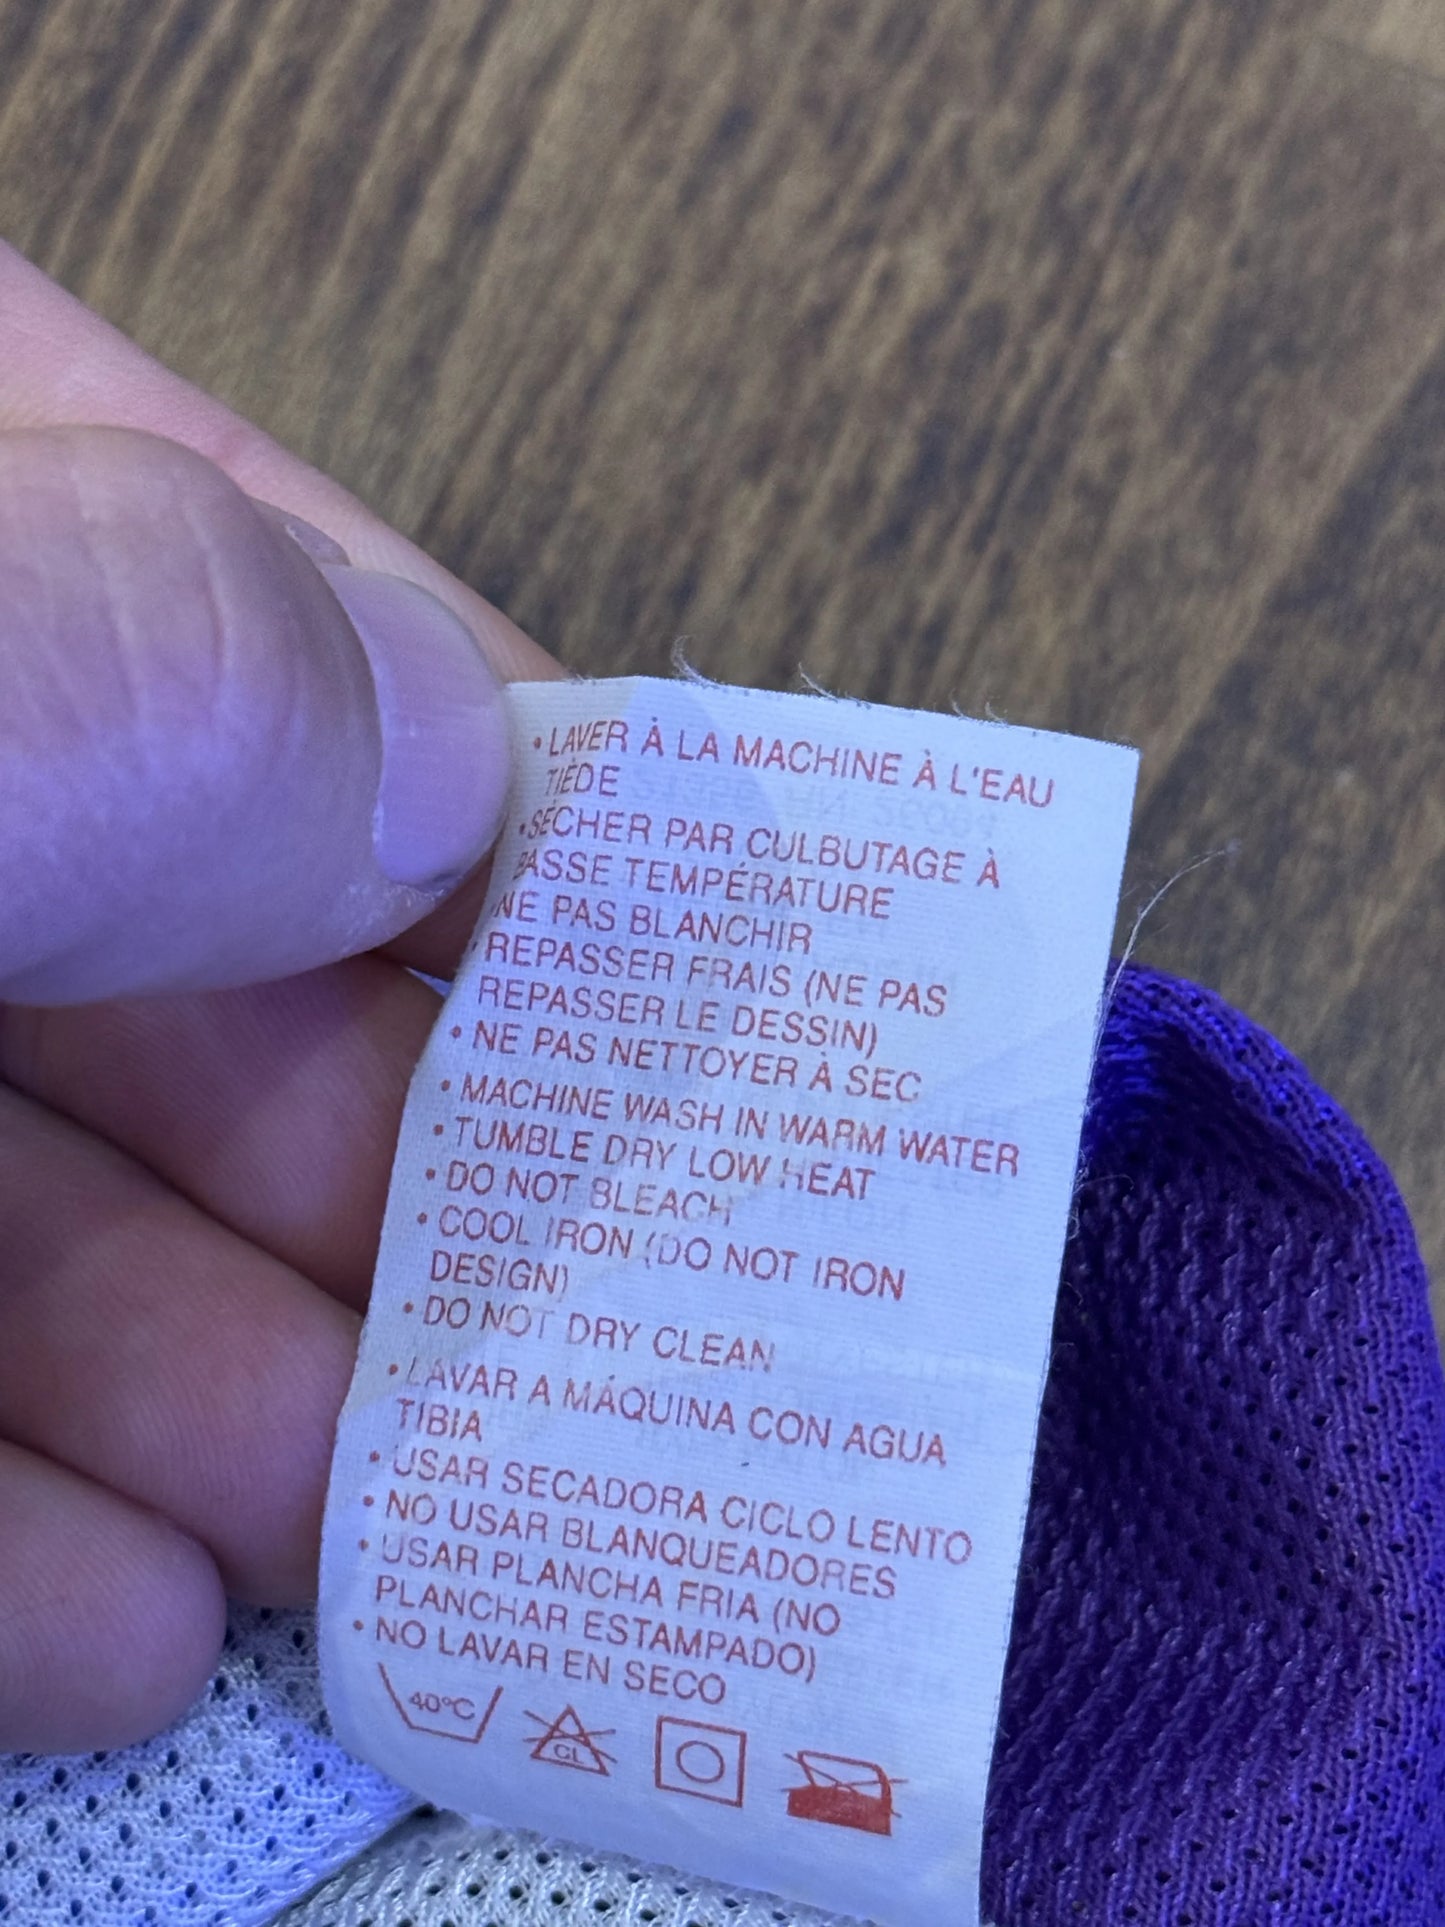 • LAVER À LA MACHINE À L'EAU
TIÈDE
• SÉCHER PAR CULBUTAGE À
BASSE TEMPÉRATURE
• NE PAS BLANCHIR
• REPASSER FRAIS (NE PAS
REPASSER LE DESSIN)
• NE PAS NETTOYER À SEC
• MACHINE WASH IN WARM WATER
• TUMBLE DRY LOW HEAT
• DO NOT BLEACH
• COOL IRON (DO NOT IRON
DESIGN)
• DO NOT DRY CLEAN
• LAVAR A MÁQUINA CON AGUA
TIBIA
• USAR SECADORA CICLO LENTO
• NO USAR BLANQUEADORES
• USAR PLANCHA FRIA (NO
PLANCHAR ESTAMPADO)
• NO LAVAR EN SECO
40°C
CL